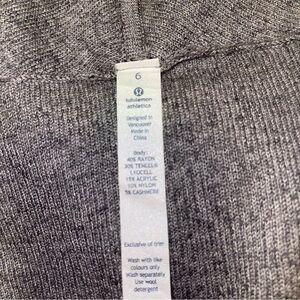 6
lululemon
athletica
Designed in
Vancouver
Made in
China
Body:
40% RAYON
30% TENCEL®
LYOCELL
15% ACRYLIC
10% NYLON
5% CASHMERE
Exclusive of trim
Wash with like
colours only
Wash separately
Use wool
detergent